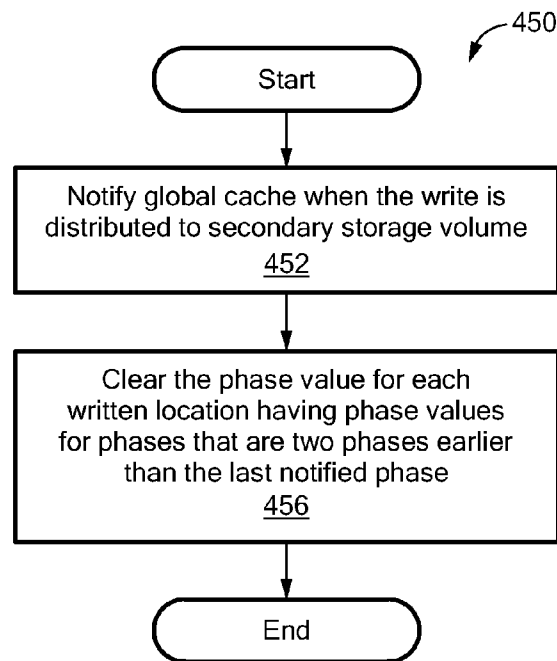 450
Start
Notify global cache when the write is
distributed to secondary storage volume
452
Clear the phase value for each
written location having phase values
for phases that are two phases earlier
than the last notified phase
456
End